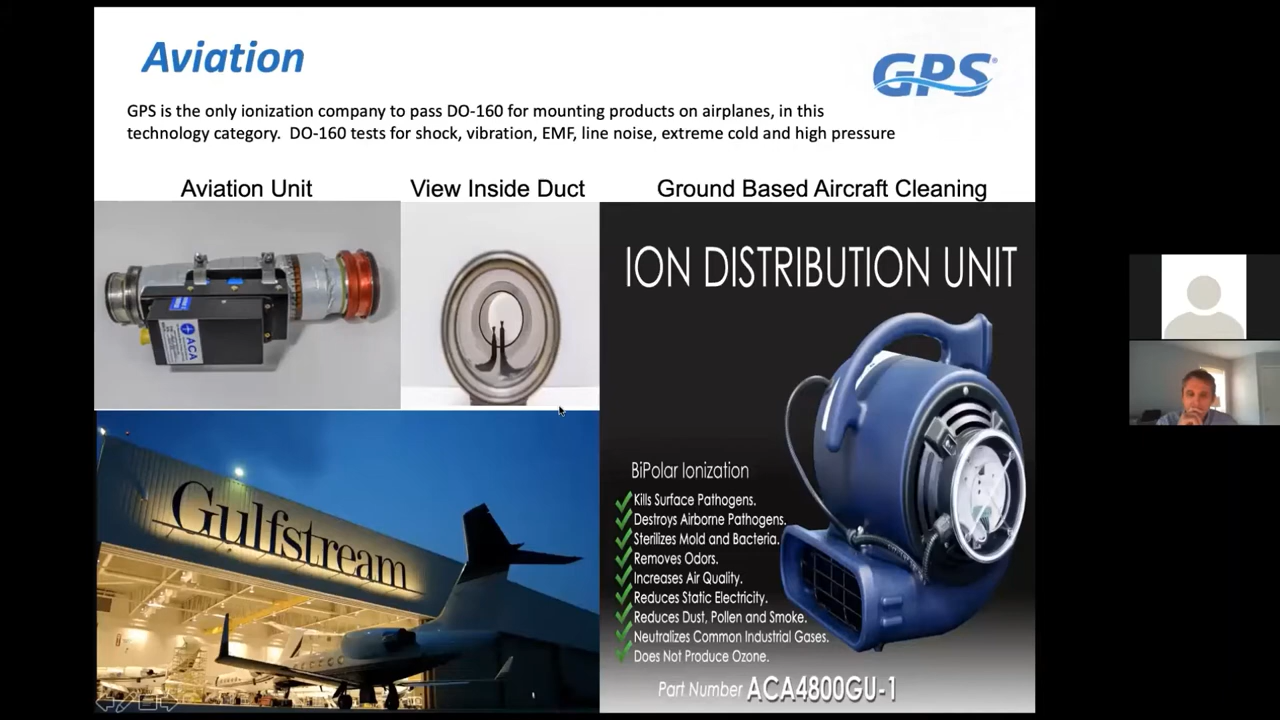 Aviation
GPS
GPS is the only ionization company to pass DO-160 for mounting products on airplanes, in this
technology category. DO-160 tests for shock, vibration, EMF, line noise, extreme cold and high pressure
Aviation Unit
View Inside Duct
Ground Based Aircraft Cleaning
ACA
Gulfstream
ION DISTRIBUTION UNIT
BiPolar Ionization
Kills Surface Pathogens.
Destroys Airborne Pathogens.
Sterilizes Mold and Bacteria.
Removes Odors.
Increases Air Quality.
Reduces Static Electricity.
Reduces Dust, Pollen and Smoke.
Neutralizes Common Industrial Gases.
Does Not Produce Ozone.
Part Number ACA4800GU-1